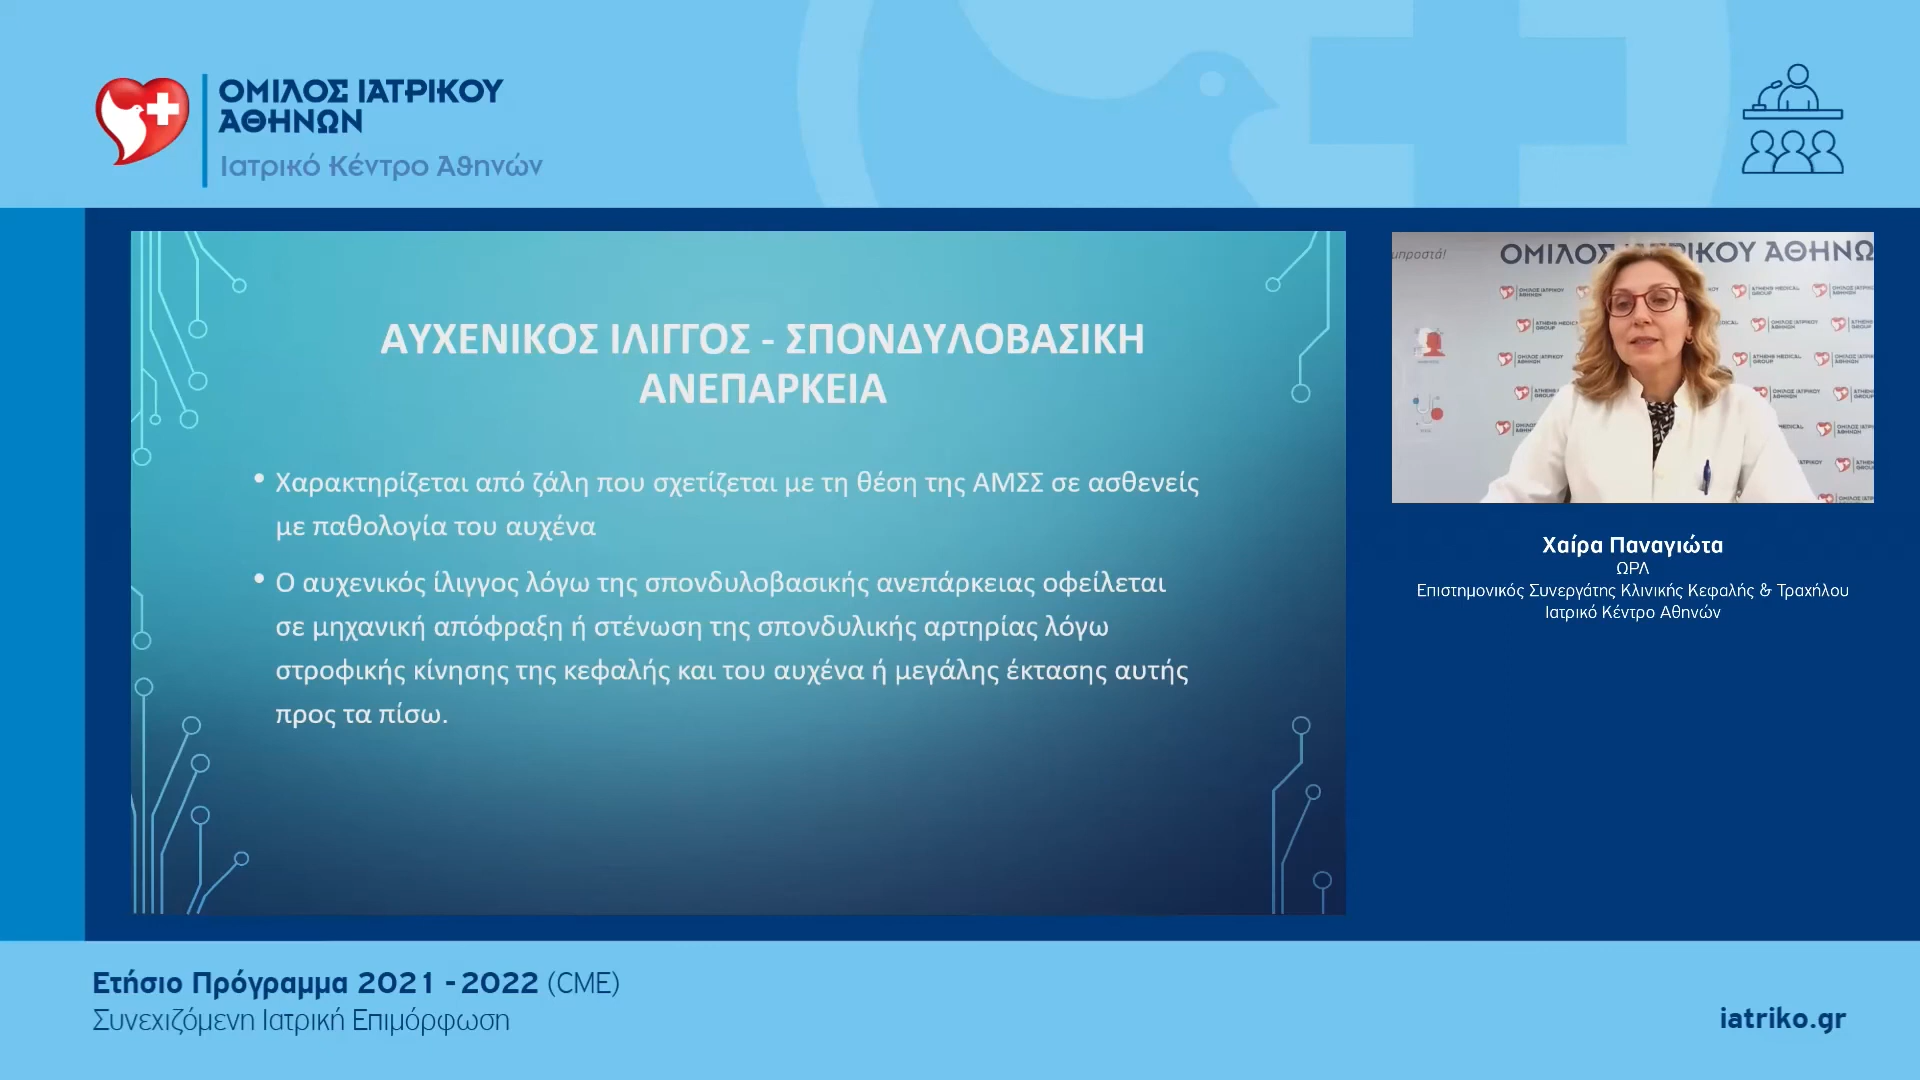 ΟΜΙΛΟΣ ΙΑΤΡΙΚΟΥ
ΑΘΗΝΩΝ
Ιατρικό Κέντρο Αθηνών
ΑΥΧΕΝΙΚΟΣ ΙΛΙΓΓΟΣ - ΣΠΟΝΔΥΛΟΒΑΣΙΚΗ
ΑΝΕΠΑΡΚΕΙΑ
• Χαρακτηρίζεται από ζάλη που σχετίζεται με τη θέση της ΑΜΣΣ σε ασθενείς
με παθολογία του αυχένα
• Ο αυχενικός ίλιγγος λόγω της σπονδυλοβασικής ανεπάρκειας οφείλεται
σε μηχανική απόφραξη ή στένωση της σπονδυλικής αρτηρίας λόγω
στροφικής κίνησης της κεφαλής και του αυχένα ή μεγάλης έκτασης αυτής
προς τα πίσω.
Χαίρα Παναγιώτα
ΩΡΛ
Επιστημονικός Συνεργάτης Κλινικής Κεφαλής & Τραχήλου
Ιατρικό Κέντρο Αθηνών
Ετήσιο Πρόγραμμα 2021 - 2022 (CME)
Συνεχιζόμενη Ιατρική Επιμόρφωση
iatriko.gr